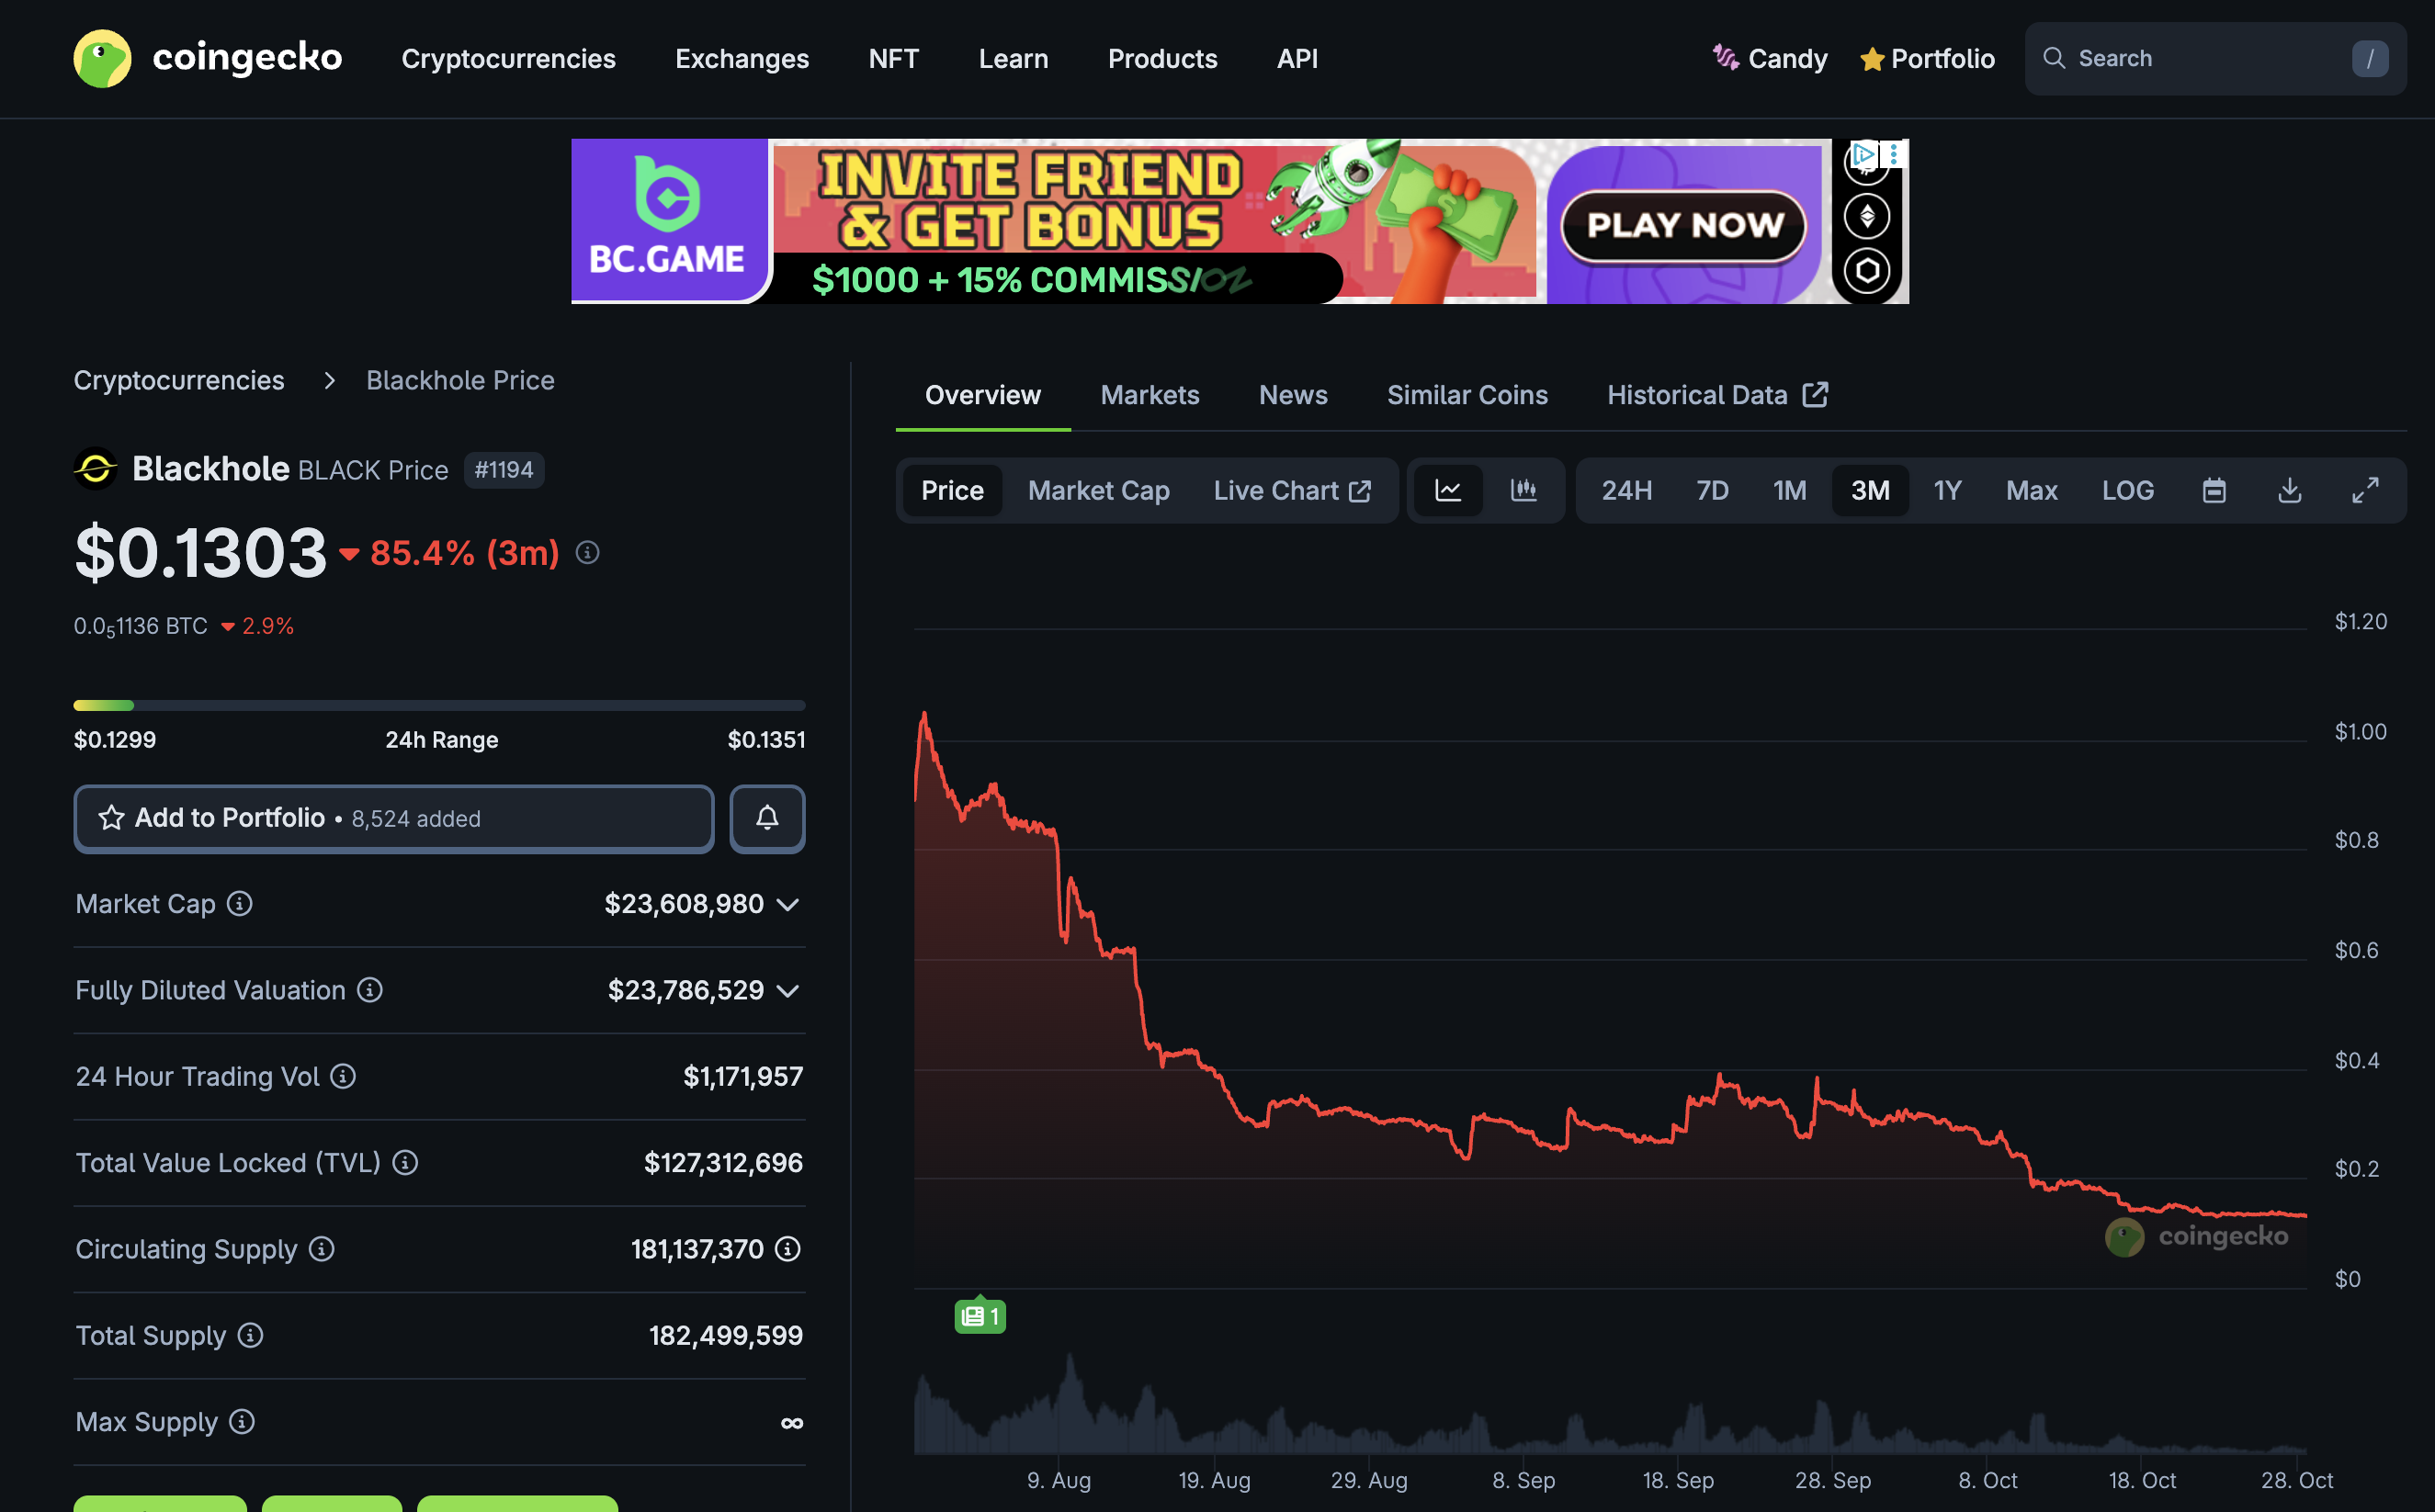 coingecko Cryptocurrencies Exchanges NFT Learn Products API Candy Portfolio Search /
BC.GAME
INVITE FRIEND
& GET BONUS
$1000 + 15% COMMISSIO
PLAY NOW
Cryptocurrencies > Blackhole Price
Blackhole BLACK Price #1194
$0.1303 85.4% (3m)
0.0₅1136 BTC 2.9%
$0.1299 24h Range $0.1351
Add to Portfolio • 8,524 added
Market Cap $23,608,980
Fully Diluted Valuation $23,786,529
24 Hour Trading Vol $1,171,957
Total Value Locked (TVL) $127,312,696
Circulating Supply 181,137,370
Total Supply 182,499,599
Max Supply ∞
Overview Markets News Similar Coins Historical Data
Price Market Cap Live Chart 24H 7D 1M 3M 1Y Max LOG
$1.20
$1.00
$0.8
$0.6
$0.4
$0.2
coingecko
$0
1
9. Aug 19. Aug 29. Aug 8. Sep 18. Sep 28. Sep 8. Oct 18. Oct 28. Oct